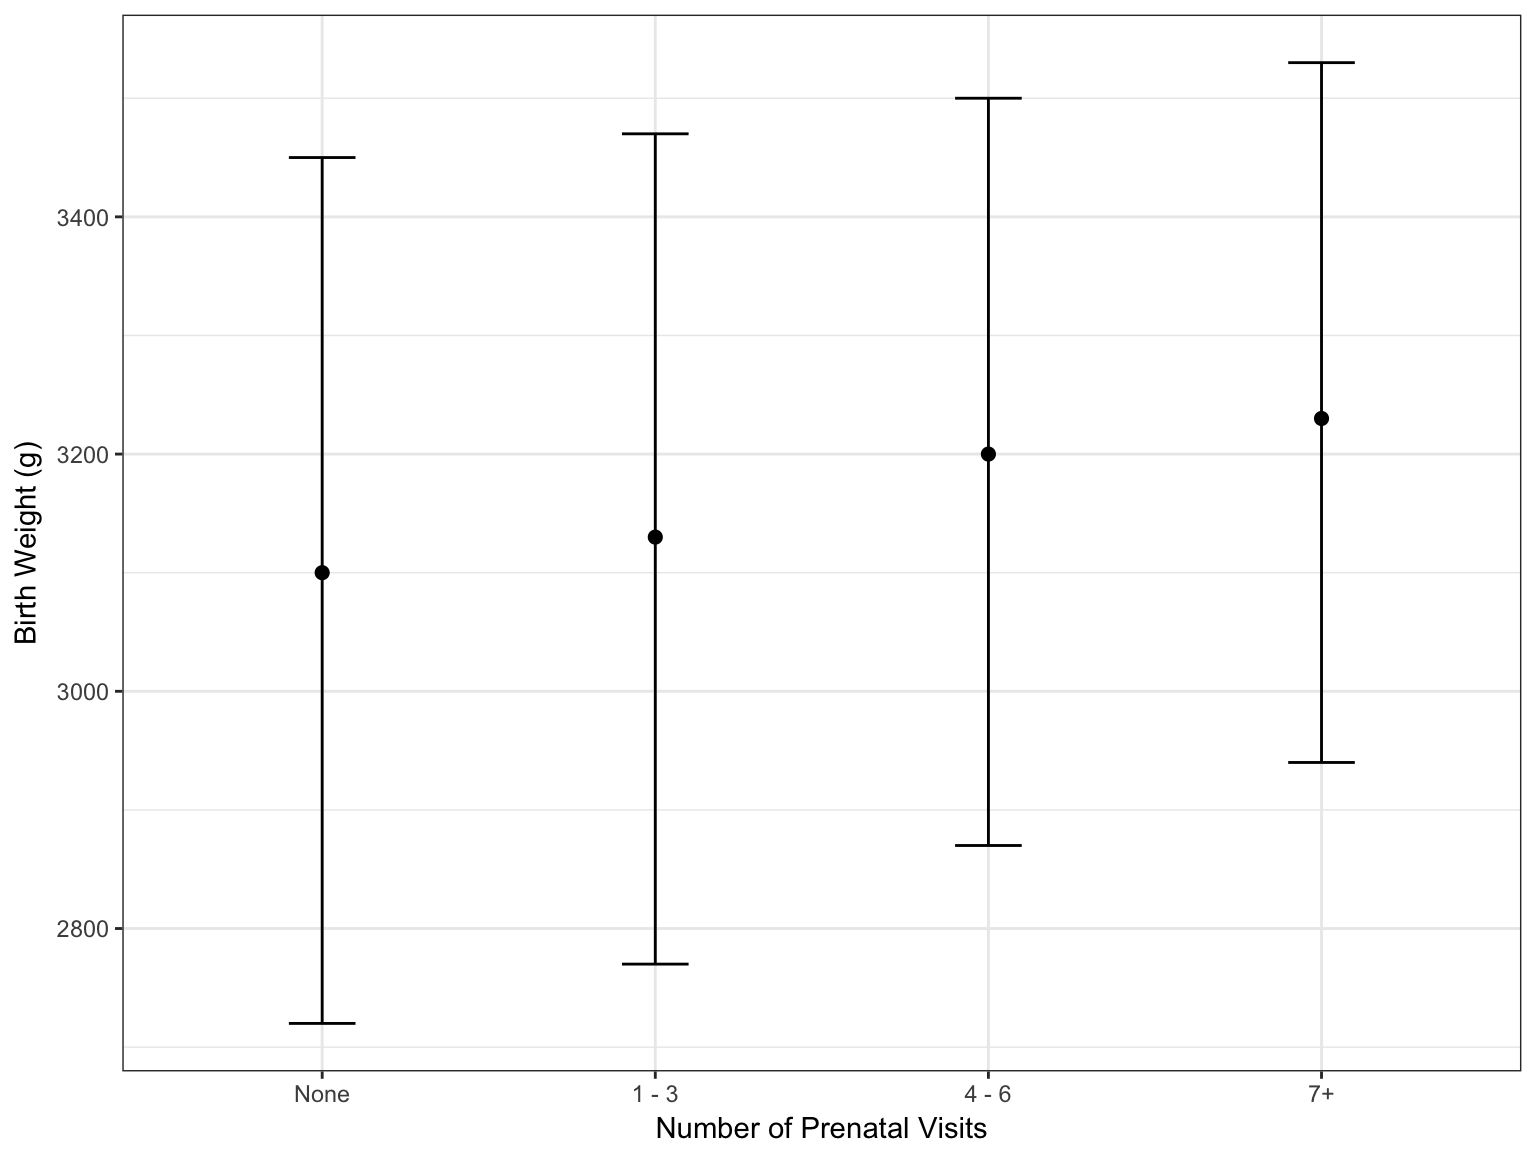 Birth Weight (g)
3400
3200
3000
2800
None
1 - 3
4 - 6
7+
Number of Prenatal Visits